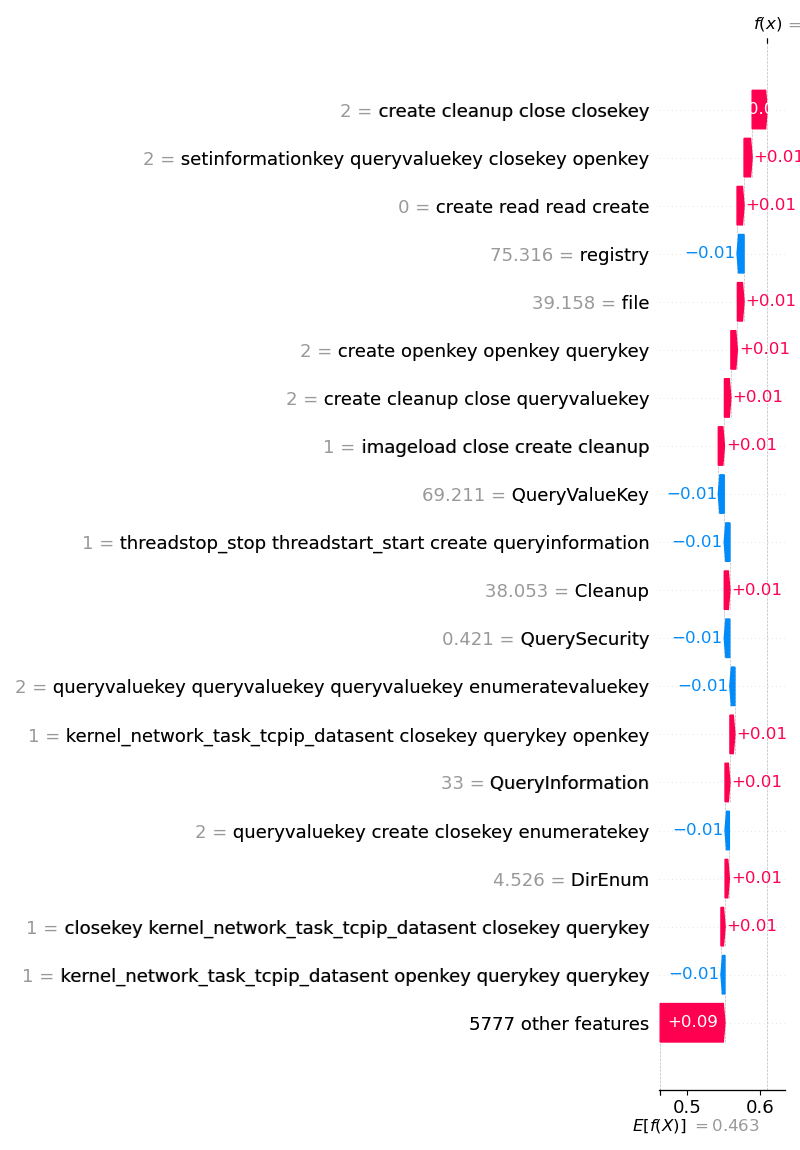 f(x) =
2 = create cleanup close closekey
2 = setinformationkey queryvaluekey closekey openkey +0.01
0 = create read read create +0.01
75.316 = registry −0.01
39.158 = file +0.01
2 = create openkey openkey querykey +0.01
2 = create cleanup close queryvaluekey +0.01
1 = imageload close create cleanup +0.01
69.211 = QueryValueKey −0.01
1 = threadstop_stop threadstart_start create queryinformation −0.01
38.053 = Cleanup +0.01
0.421 = QuerySecurity −0.01
2 = queryvaluekey queryvaluekey queryvaluekey enumeratevaluekey −0.01
1 = kernel_network_task_tcpip_datasent closekey querykey openkey +0.01
33 = QueryInformation +0.01
2 = queryvaluekey create closekey enumeratekey −0.01
4.526 = DirEnum +0.01
1 = closekey kernel_network_task_tcpip_datasent closekey querykey +0.01
1 = kernel_network_task_tcpip_datasent openkey querykey querykey −0.01
5777 other features +0.09
0.5 0.6
E[f(X)] = 0.463